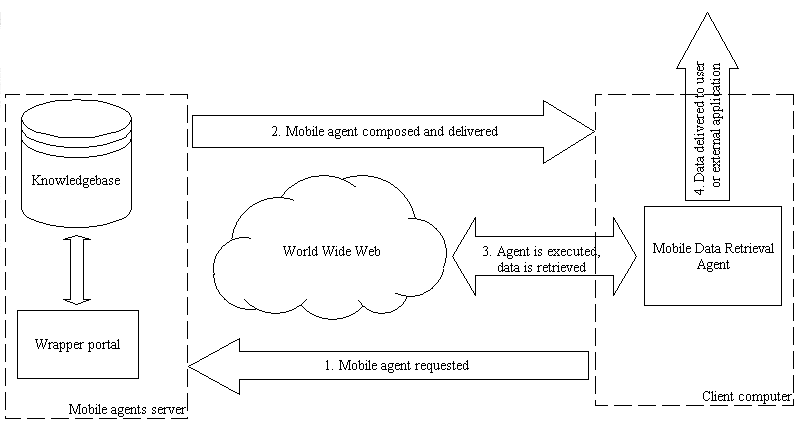 4. Data delivered to user
or external application
2. Mobile agent composed and delivered
Knowledgebase
World Wide Web
3. Agent is executed,
data is retrieved
Mobile Data Retrieval
Agent
Wrapper portal
1. Mobile agent requested
Mobile agents server
Client computer